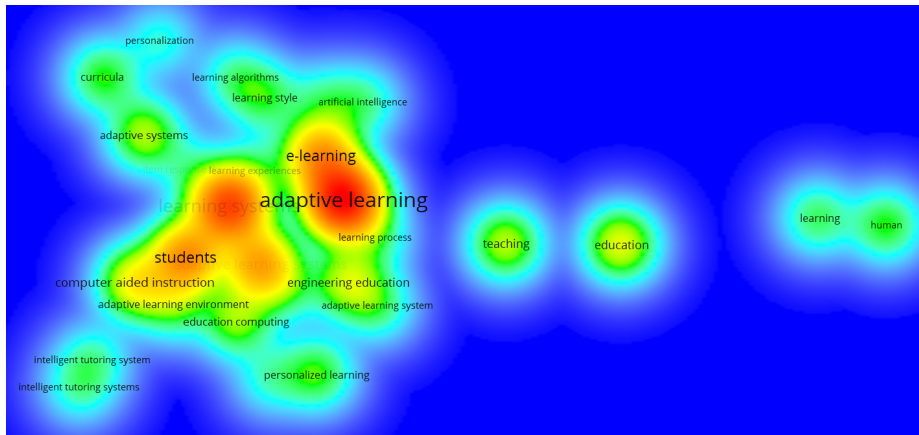 personalization
curricula
learning algorithms
learning style
artificial intelligence
adaptive systems
e-learning
learning experiences
learning systems
adaptive learning
learning process
learning
human
teaching
education
students
computer aided instruction
engineering education
adaptive learning environment
adaptive learning system
education computing
intelligent tutoring system
personalized learning
intelligent tutoring systems